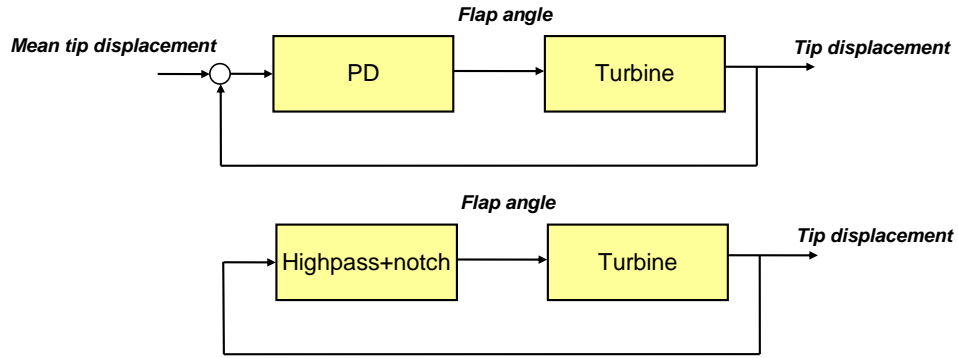 Flap angle
Mean tip displacement
Tip displacement
PD
Turbine
Flap angle
Tip displacement
Highpass+notch
Turbine